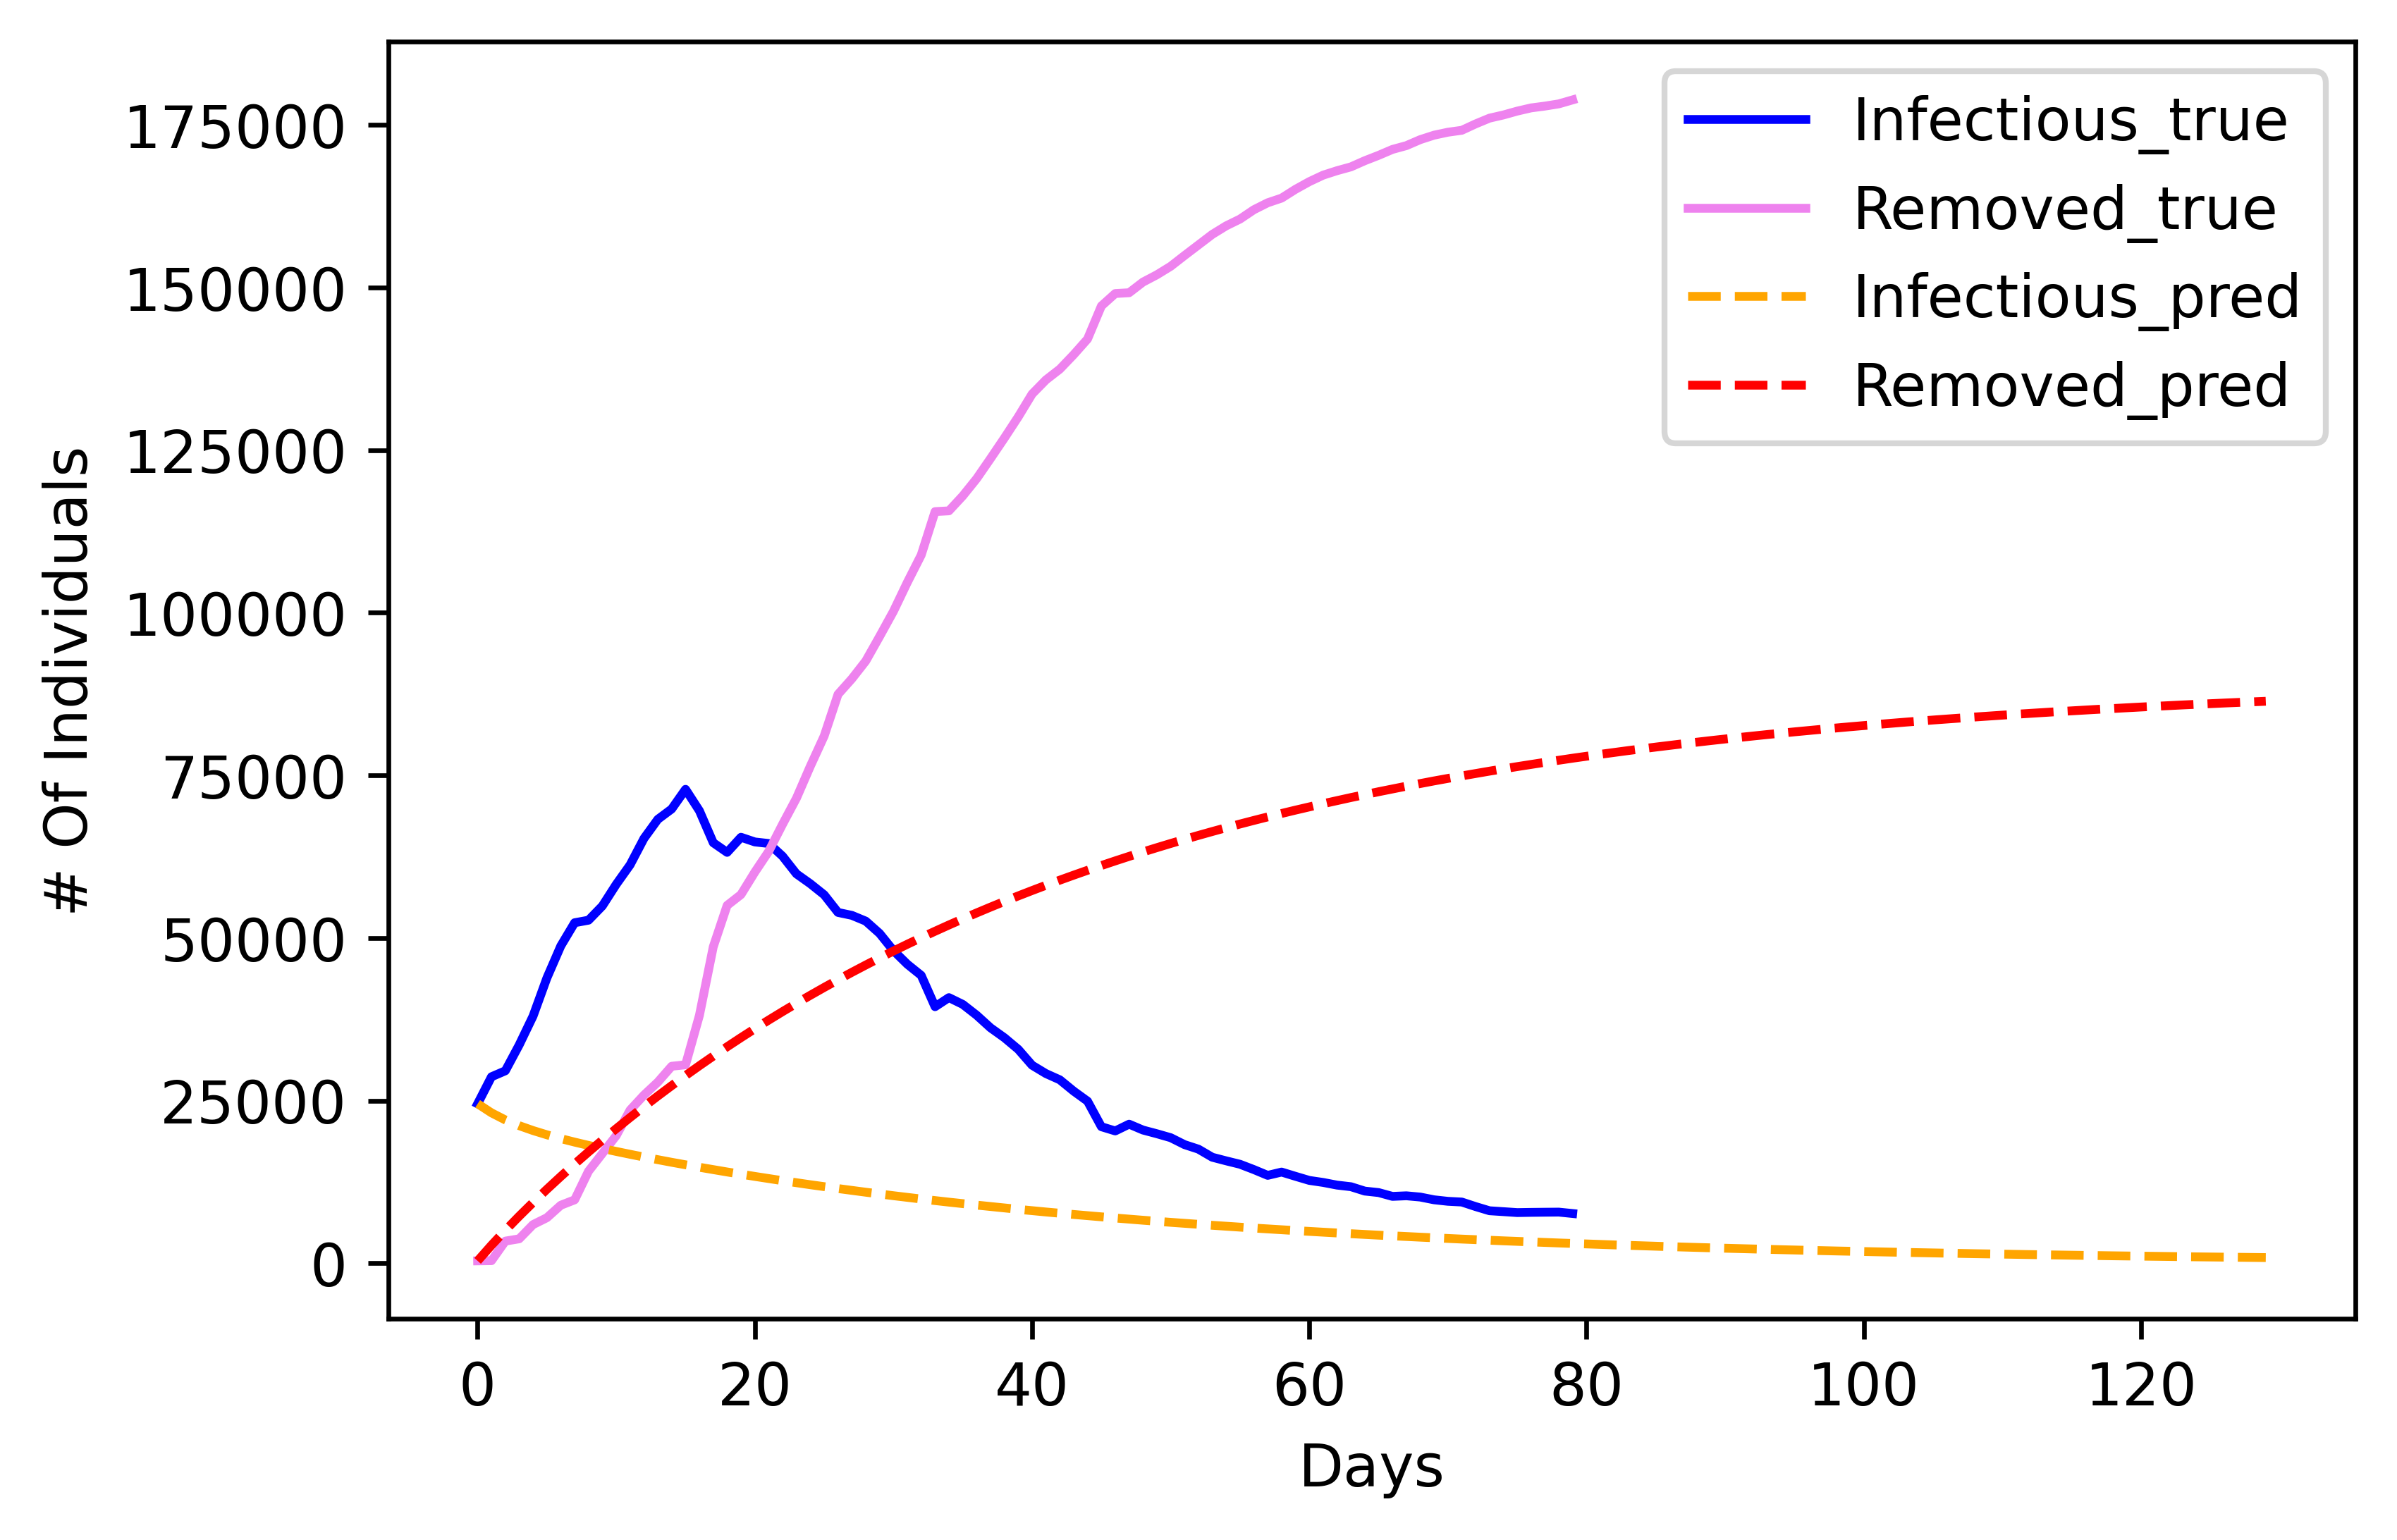 175000
150000
125000
100000
75000
50000
25000
0
# Of Individuals
Infectious_true
Removed_true
Infectious_pred
Removed_pred
0 20 40 60 80 100 120
Days